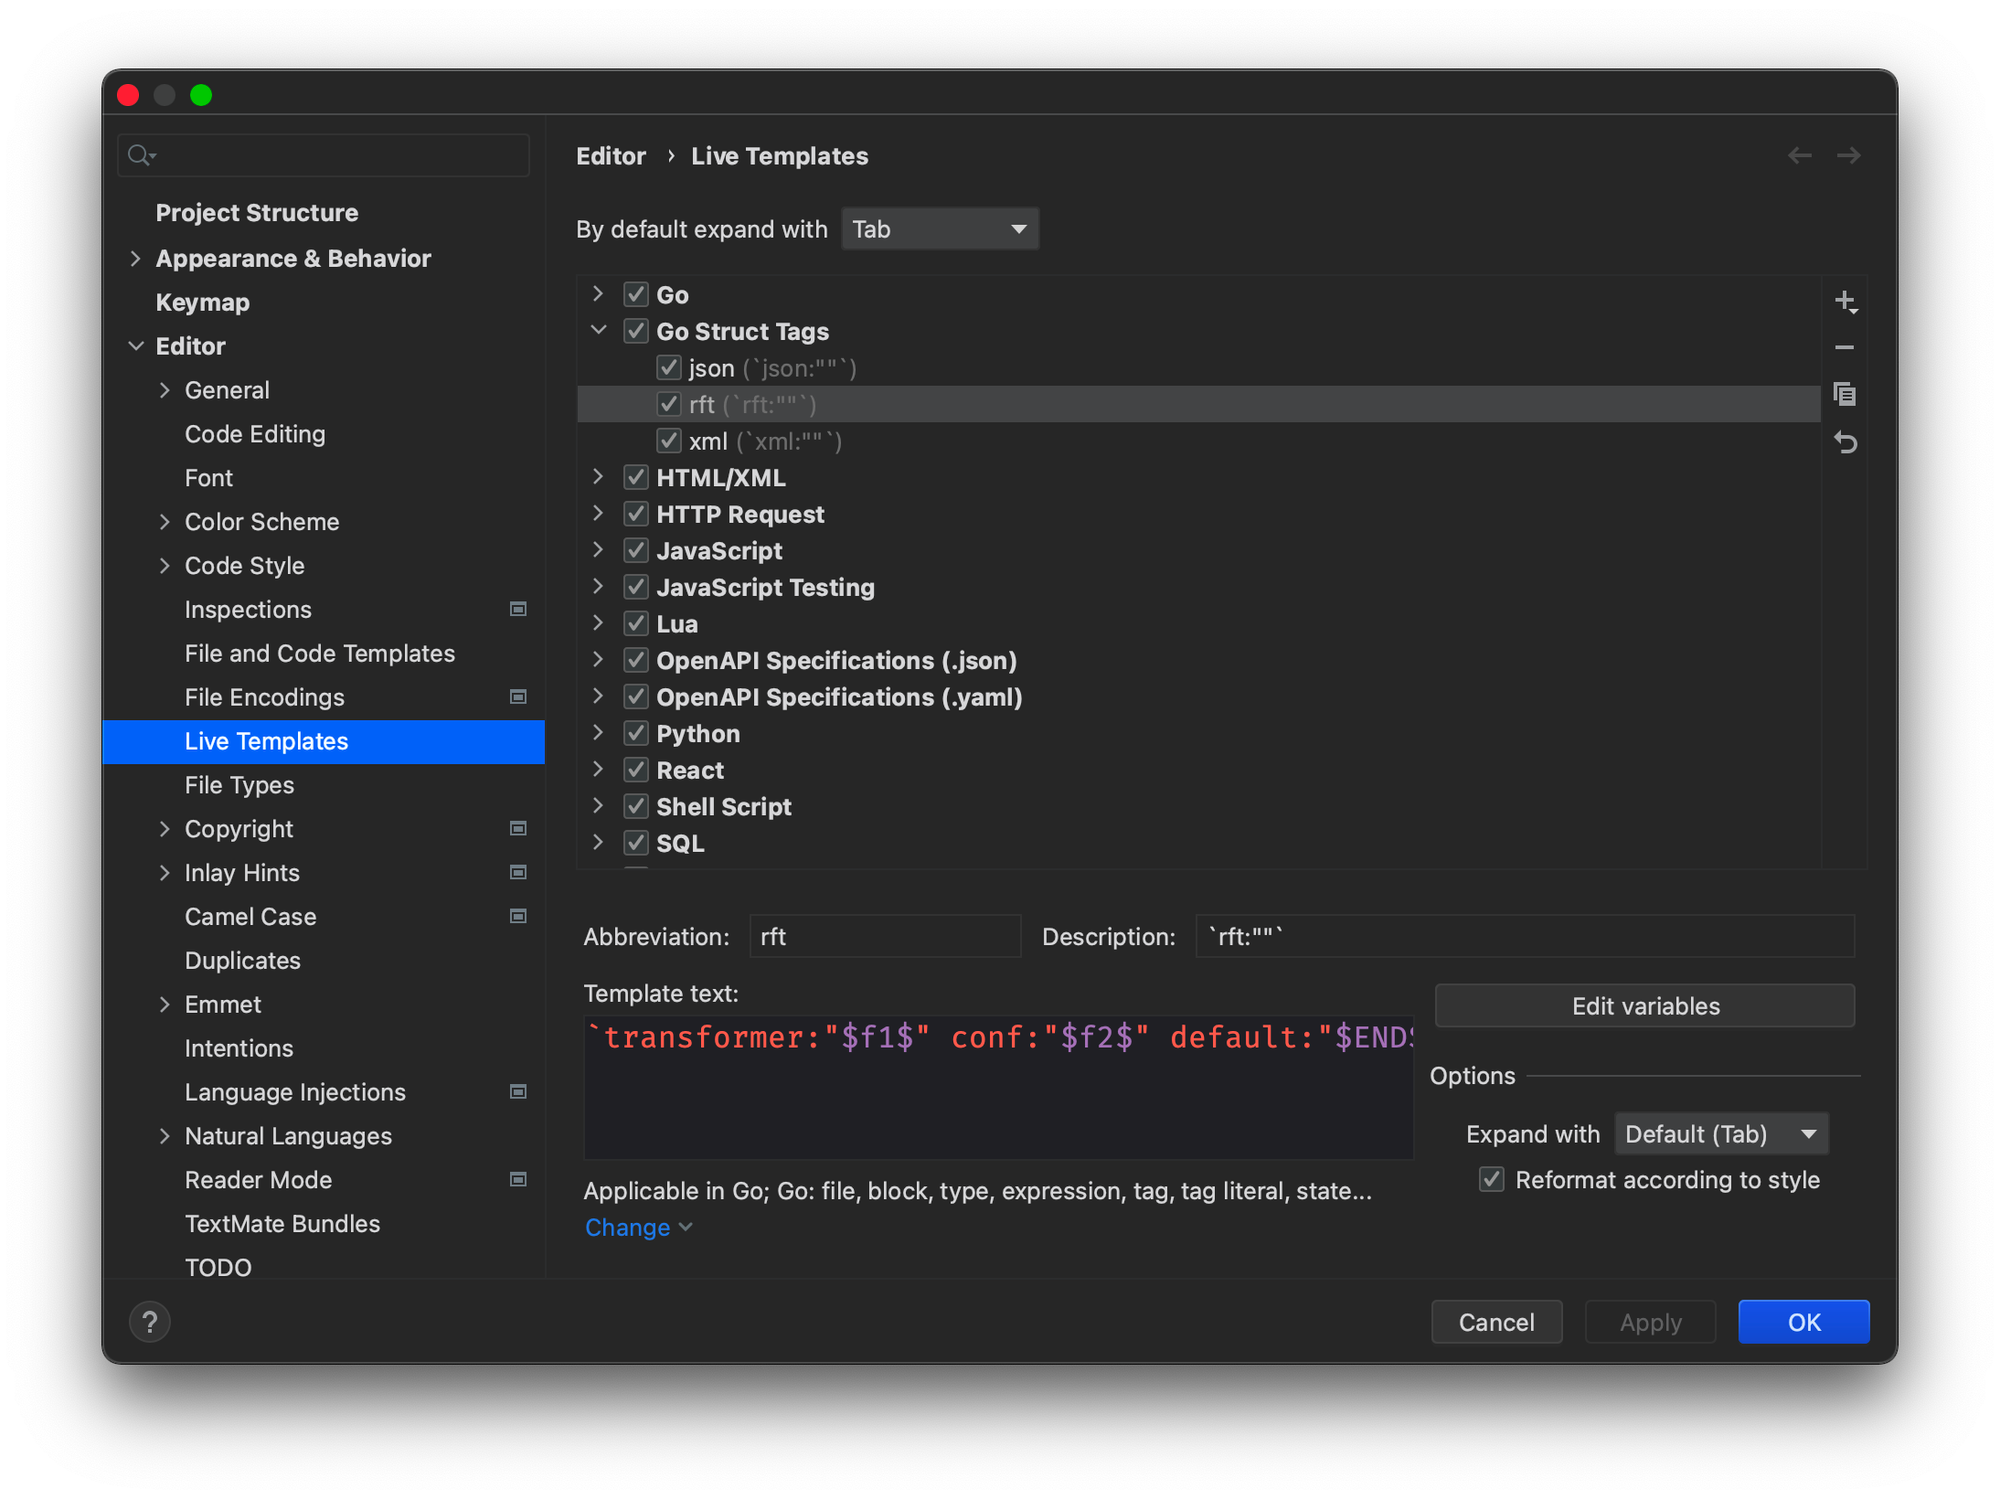 Editor › Live Templates
Project Structure
Appearance & Behavior
Keymap
Editor
General
Code Editing
Font
Color Scheme
Code Style
Inspections
File and Code Templates
File Encodings
Live Templates
File Types
Copyright
Inlay Hints
Camel Case
Duplicates
Emmet
Intentions
Language Injections
Natural Languages
Reader Mode
TextMate Bundles
TODO
By default expand with Tab
Go
Go Struct Tags
json (`json:""`)
rft (`rft:""`)
xml (`xml:""`)
HTML/XML
HTTP Request
JavaScript
JavaScript Testing
Lua
OpenAPI Specifications (.json)
OpenAPI Specifications (.yaml)
Python
React
Shell Script
SQL
Abbreviation: rft Description: `rft:""`
Template text:
`transformer:"$f1$" conf:"$f2$" default:"$END$
Edit variables
Options
Expand with Default (Tab)
Reformat according to style
Applicable in Go; Go: file, block, type, expression, tag, tag literal, state...
Change
? Cancel Apply OK